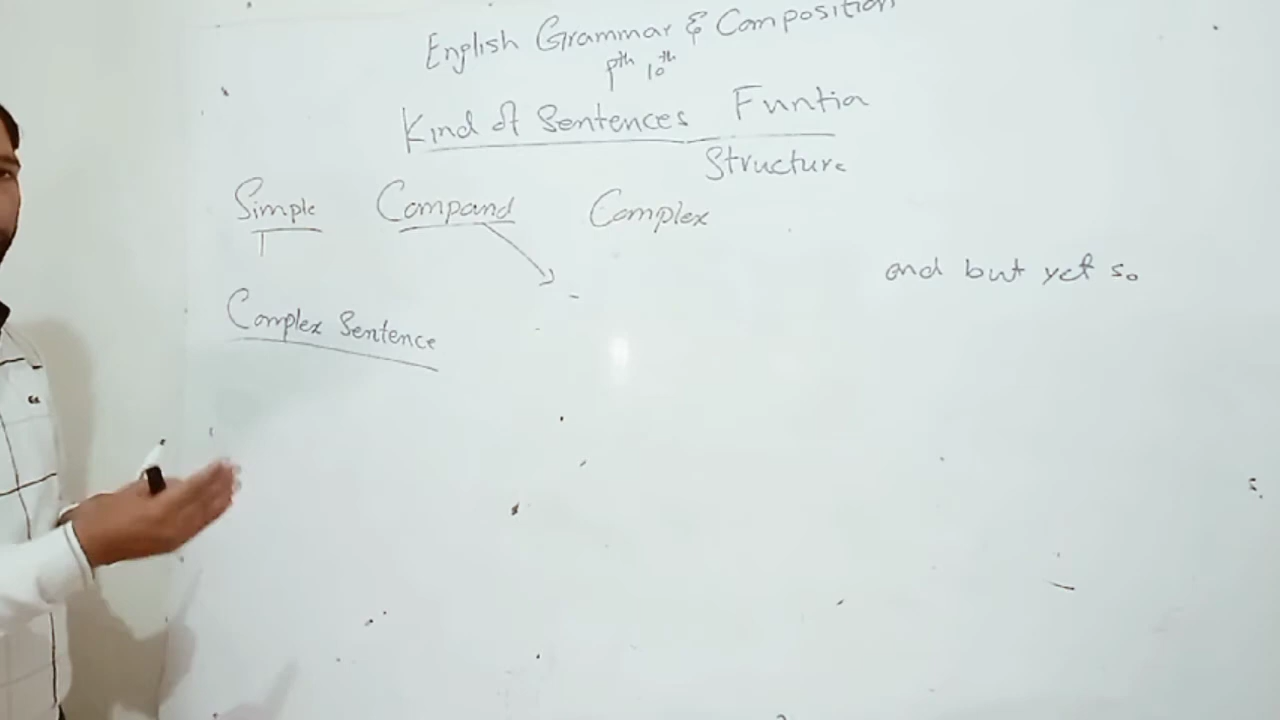 English Grammar & Composition
9th 10th
Kind of Sentences Funtion
Structure
Simple Compand Complex
and but yet so
Complex Sentence